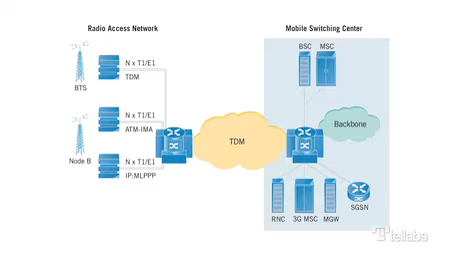 Radio Access Network
Mobile Switching Center
BTS
N x T1/E1
TDM
N x T1/E1
ATM-IMA
Node B
N x T1/E1
IP:MLPPP
TDM
BSC
MSC
Backbone
RNC
3G MSC
MGW
SGSN
tellabs